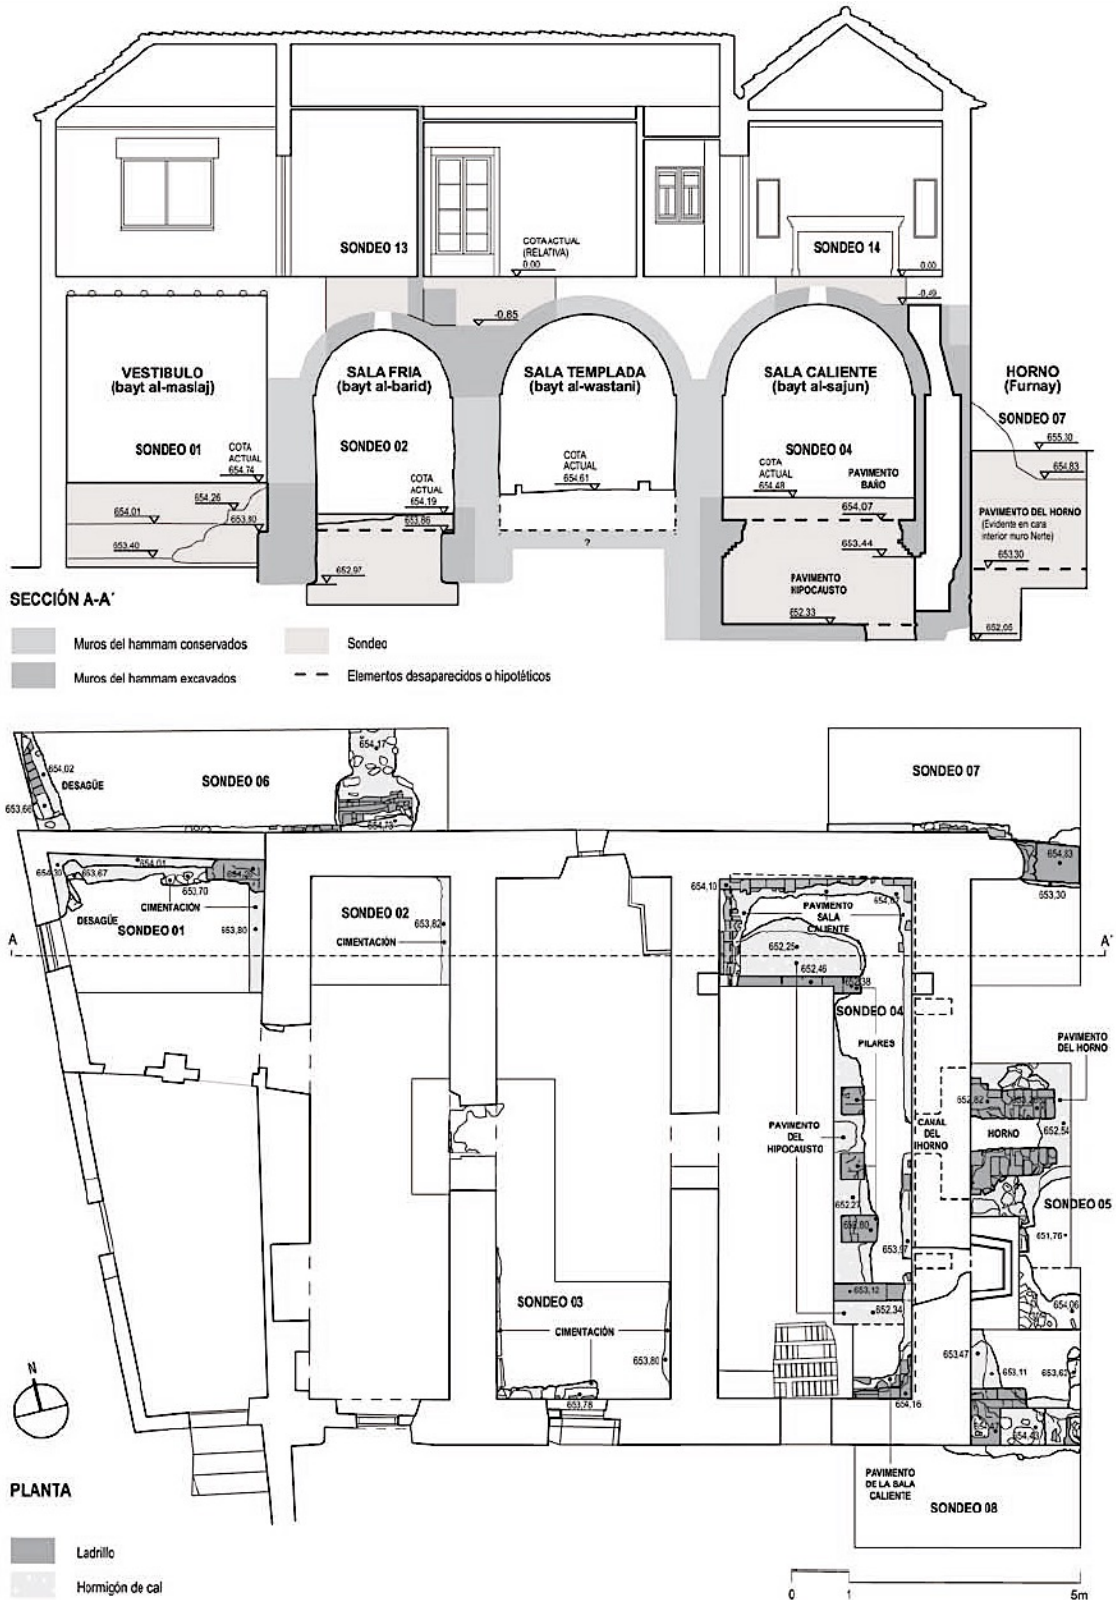 SONDEO 13
COTA ACTUAL
(RELATIVA)
0.00
SONDEO 14
0.00
-0.49
-0.85
VESTIBULO
(bayt al-maslaj)
SALA FRIA
(bayt al-barid)
SALA TEMPLADA
(bayt al-wastani)
SALA CALIENTE
(bayt al-sajun)
HORNO
(Furnay)
SONDEO 01
SONDEO 02
SONDEO 04
SONDEO 07
COTA
ACTUAL
654.74
COTA
ACTUAL
654.19
COTA
ACTUAL
654.61
COTA
ACTUAL
654.48
PAVIMENTO
BAÑO
655.30
654.83
654.26
654.01
653.80
653.40
653.86
652.97
?
654.07
653.44
PAVIMENTO
HIPOCAUSTO
652.33
PAVIMENTO DEL HORNO
(Evidente en cara
interior muro Norte)
653.30
652.05
SECCIÓN A-A´
Muros del hammam conservados
Muros del hammam excavados
Sondeo
Elementos desaparecidos o hipotéticos
654,17
654,02
DESAGÜE
653,66
SONDEO 06
SONDEO 07
654,01
653,67
653,70
CIMENTACIÓN
DESAGÜE
SONDEO 01
653,80
SONDEO 02
653,82
CIMENTACIÓN
654,10
PAVIMENTO
SALA
CALIENTE
654,83
653,30
A
A´
652,25
652,46
SONDEO 04
PILARES
PAVIMENTO
DEL HORNO
652,82
652,54
PAVIMENTO
DEL
HIPOCAUSTO
CANAL
DEL
HORNO
HORNO
652,27
SONDEO 05
651,76
653,97
SONDEO 03
653,12
652,34
654,06
CIMENTACIÓN
653,80
653,47
653,11
653,62
653,78
654,16
654,43
N
PLANTA
PAVIMENTO
DE LA SALA
CALIENTE
SONDEO 08
Ladrillo
Hormigón de cal
0 1 5m